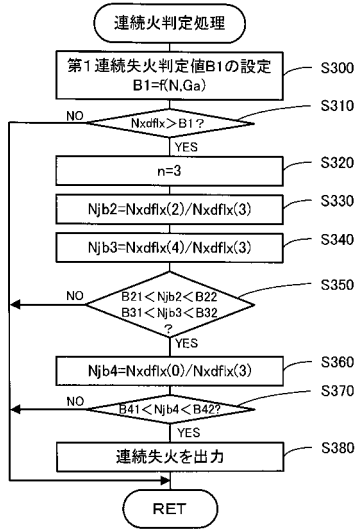 連続火判定処理
第1連続失火判定値B1の設定
B1=f(N,Ga)
S300
S310
NO
Nxdflx>B1?
YES
n=3
S320
Njb2=Nxdflx(2)/Nxdflx(3)
S330
Njb3=Nxdflx(4)/Nxdflx(3)
S340
S350
NO
B21<Njb2<B22
B31<Njb3<B32
?
YES
Njb4=Nxdflx(0)/Nxdflx(3)
S360
S370
NO
B41<Njb4<B42?
YES
連続失火を出力
S380
RET